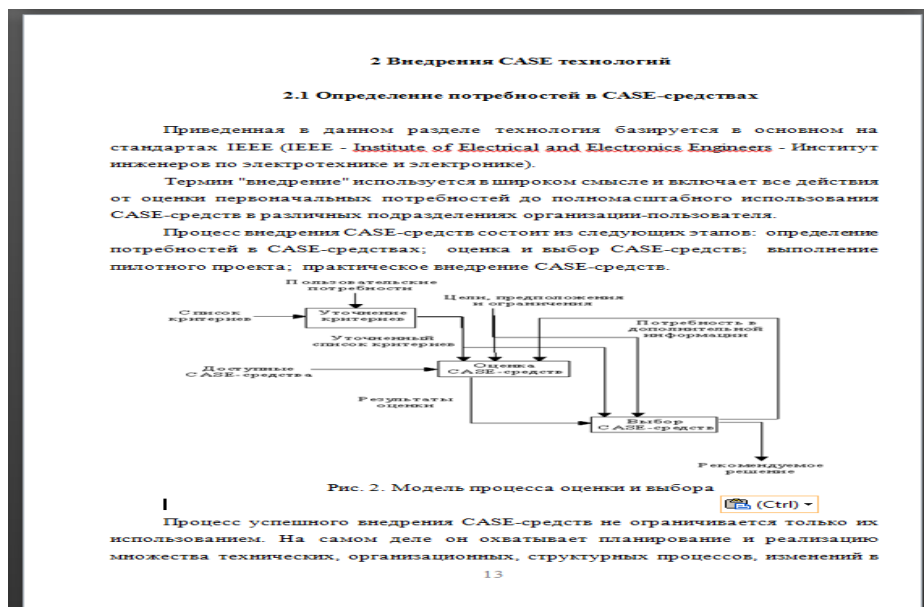 2 Внедрения CASE технологий
2.1 Определение потребностей в CASE-средствах
Приведенная в данном разделе технология базируется в основном на
стандартах IEEE (IEEE - Institute of Electrical and Electronics Engineers - Институт
инженеров по электротехнике и электронике).
Термин "внедрение" используется в широком смысле и включает все действия
от оценки первоначальных потребностей до полномасштабного использования
CASE-средств в различных подразделениях организации-пользователя.
Процесс внедрения CASE-средств состоит из следующих этапов: определение
потребностей в CASE-средствах; оценка и выбор CASE-средств; выполнение
пилотного проекта; практическое внедрение CASE-средств.
Пользовательские
потребности
Цели, предположения
и ограничения
Список
критериев
Уточнение
критериев
Потребность в
дополнительной
информации
Уточненный
список критериев
Доступные
CASE-средства
Оценка
CASE-средств
Результаты
оценки
Выбор
CASE-средств
Рекомендуемое
решение
Рис. 2. Модель процесса оценки и выбора
(Ctrl)
Процесс успешного внедрения CASE-средств не ограничивается только их
использованием. На самом деле он охватывает планирование и реализацию
множества технических, организационных, структурных процессов, изменений в
13